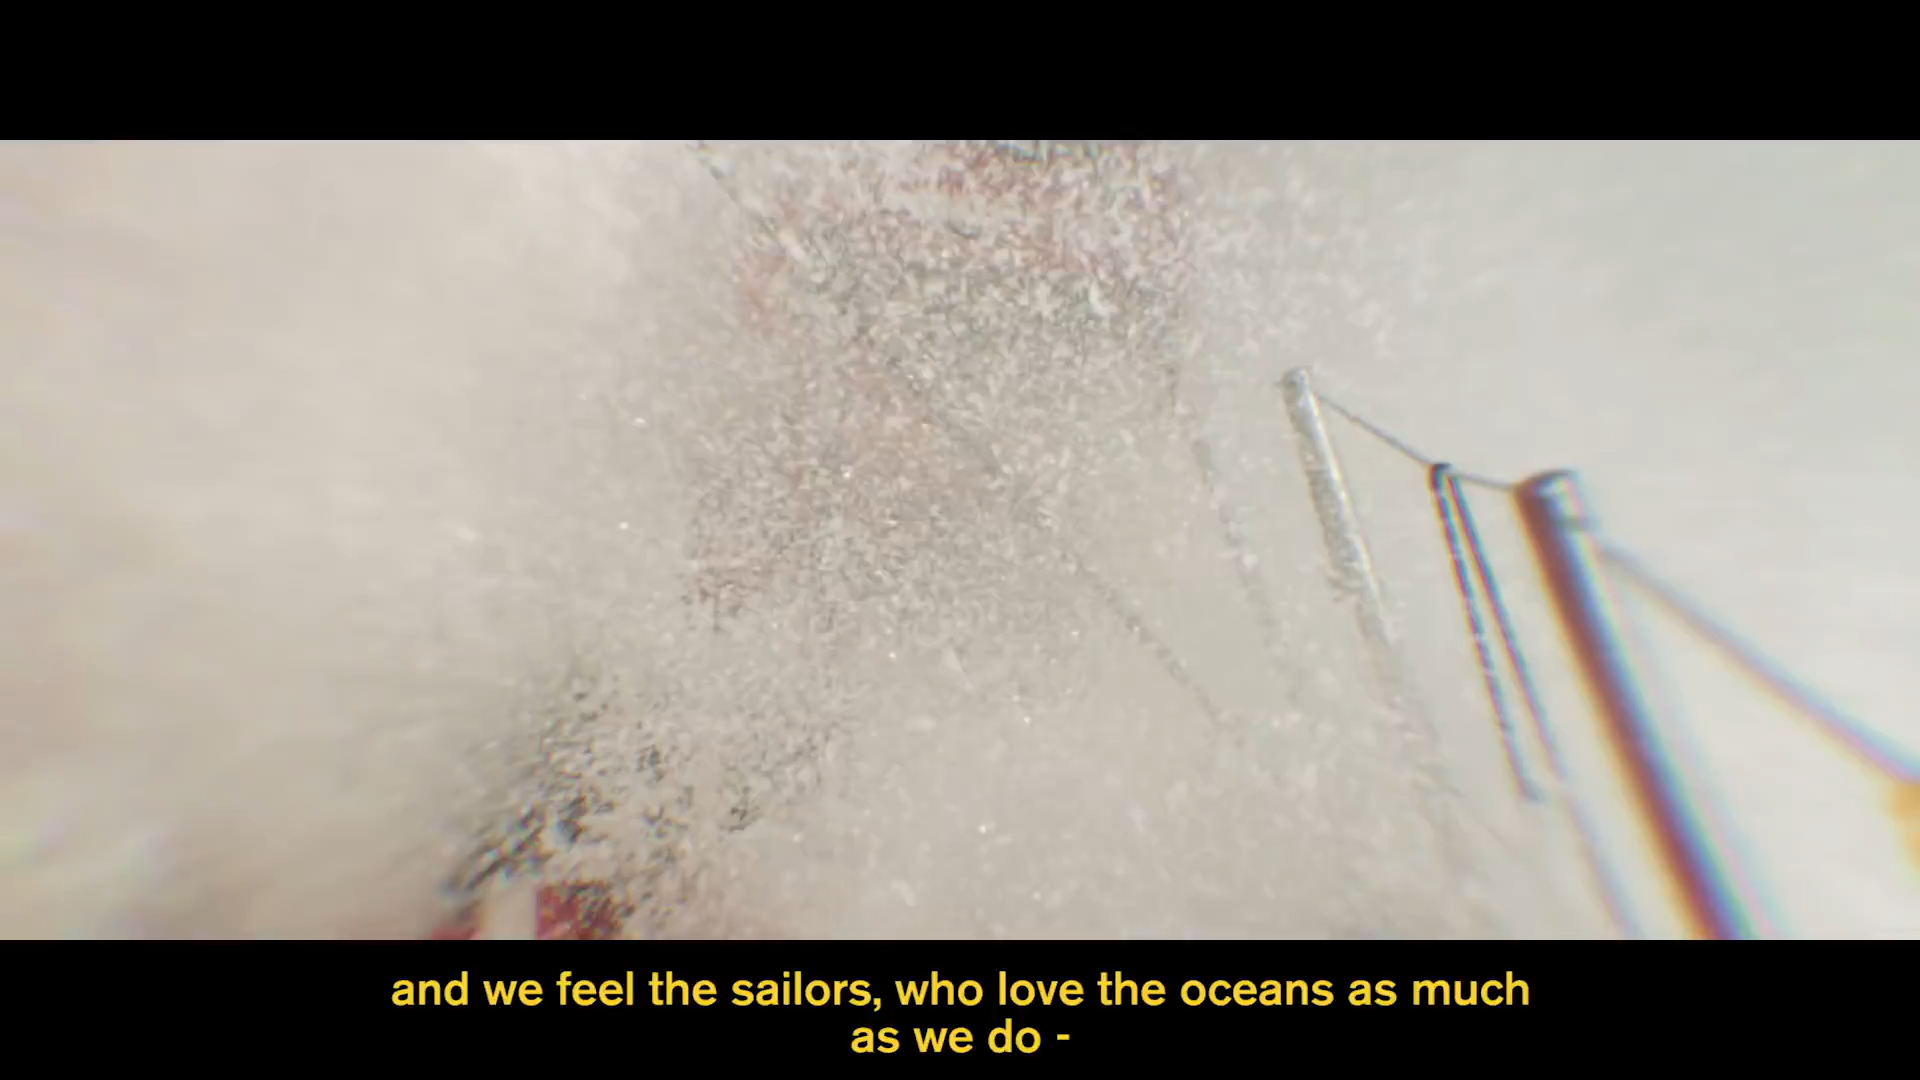 and we feel the sailors, who love the oceans as much
as we do -